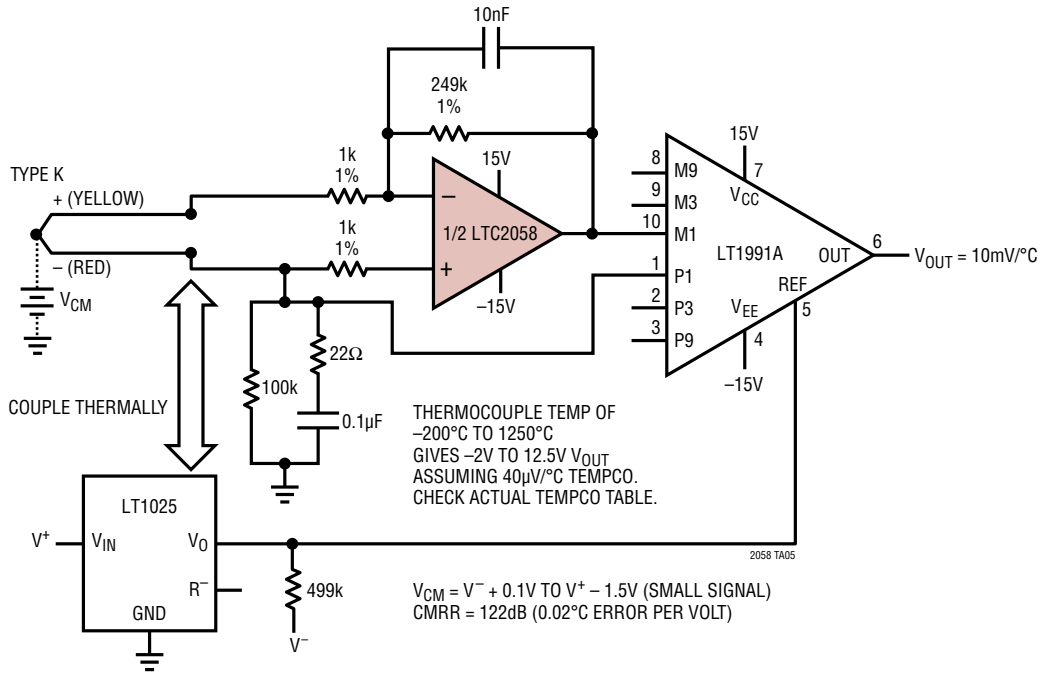 10nF
249k
1%
TYPE K
+ (YELLOW)
– (RED)
VCM
1k
1%
1k
1%
15V
–
+
1/2 LTC2058
–15V
15V
7
VCC
8
M9
9
M3
10
M1
1
P1
2
P3
3
P9
LT1991A
OUT
6
REF
5
VEE
4
–15V
VOUT = 10mV/°C
22Ω
100k
0.1µF
COUPLE THERMALLY
THERMOCOUPLE TEMP OF
–200°C TO 1250°C
GIVES –2V TO 12.5V VOUT
ASSUMING 40µV/°C TEMPCO.
CHECK ACTUAL TEMPCO TABLE.
LT1025
V+
VIN
VO
R–
GND
499k
V–
2058 TA05
VCM = V– + 0.1V TO V+ – 1.5V (SMALL SIGNAL)
CMRR = 122dB (0.02°C ERROR PER VOLT)